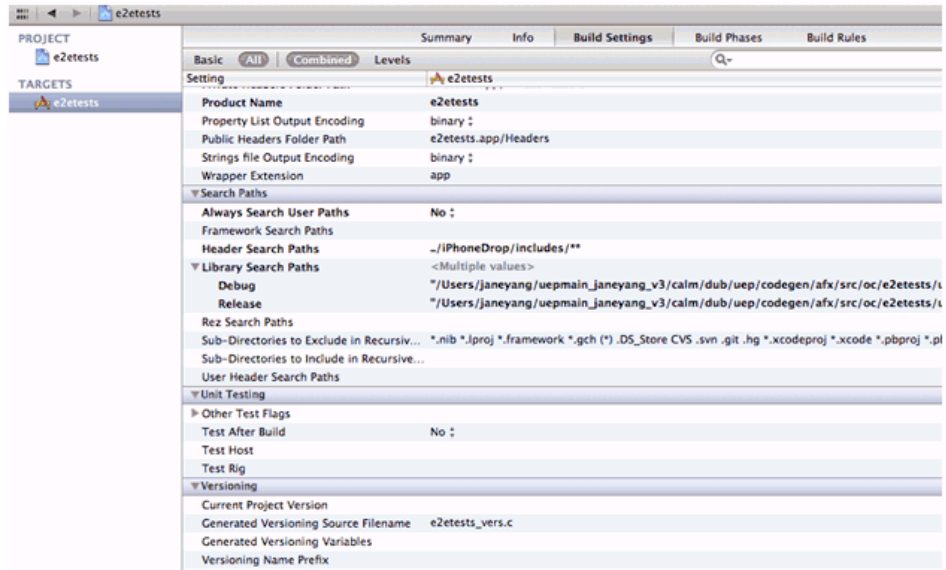 e2etests
PROJECT
e2etests
TARGETS
e2etests
Summary Info Build Settings Build Phases Build Rules
Basic All Combined Levels
Setting e2etests
Product Name e2etests
Property List Output Encoding binary
Public Headers Folder Path e2etests.app/Headers
Strings file Output Encoding binary
Wrapper Extension app
Search Paths
Always Search User Paths No
Framework Search Paths
Header Search Paths ../iPhoneDrop/includes/**
Library Search Paths <Multiple values>
Debug "/Users/janeyang/uepmain_janeyang_v3/calm/dub/uep/codegen/afx/src/oc/e2etests/
Release "/Users/janeyang/uepmain_janeyang_v3/calm/dub/uep/codegen/afx/src/oc/e2etests/
Rez Search Paths
Sub-Directories to Exclude in Recursiv... *.nib *.lproj *.framework *.gch (*) .DS_Store CVS .svn .git .hg *.xcodeproj *.xcode *.pbproj
Sub-Directories to Include in Recursive...
User Header Search Paths
Unit Testing
Other Test Flags
Test After Build No
Test Host
Test Rig
Versioning
Current Project Version
Generated Versioning Source Filename e2etests_vers.c
Generated Versioning Variables
Versioning Name Prefix